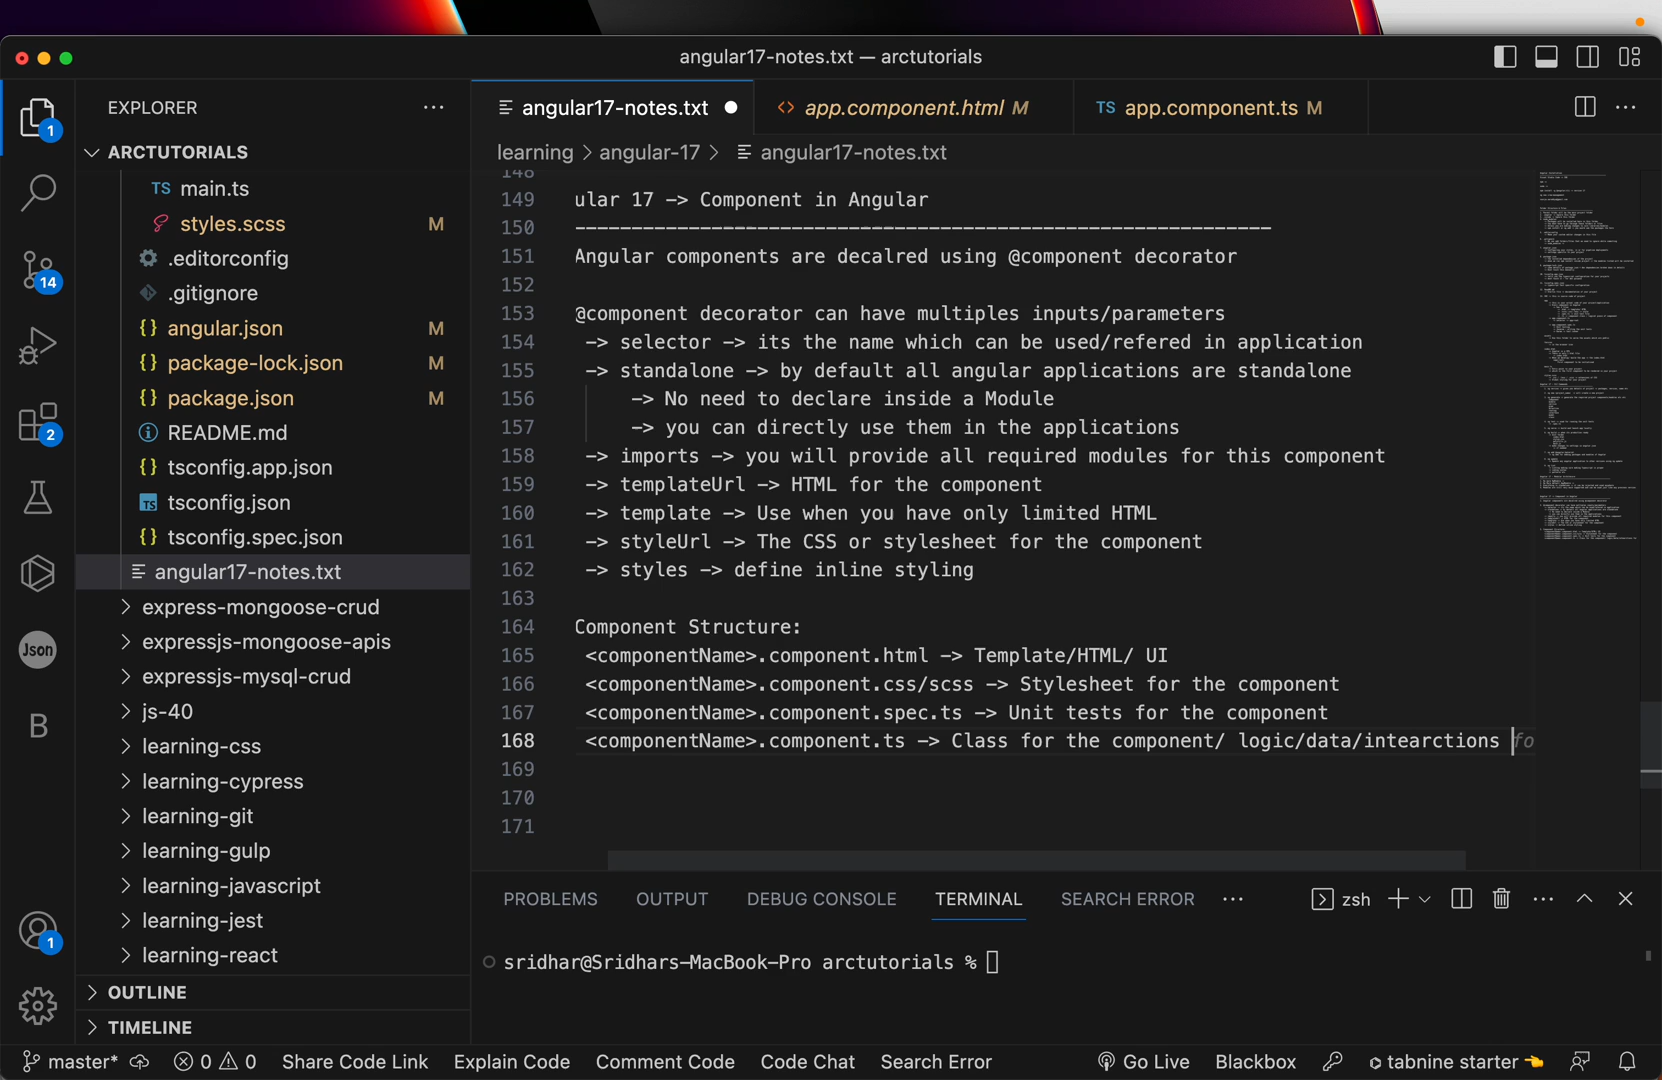 angular17-notes.txt — arctutorials
EXPLORER
ARCTUTORIALS
TS main.ts
styles.scss M
.editorconfig
.gitignore
{} angular.json M
{} package-lock.json M
{} package.json M
README.md
{} tsconfig.app.json
TS tsconfig.json
{} tsconfig.spec.json
angular17-notes.txt
express-mongoose-crud
expressjs-mongoose-apis
expressjs-mysql-crud
js-40
learning-css
learning-cypress
learning-git
learning-gulp
learning-javascript
learning-jest
learning-react
OUTLINE
TIMELINE
1
14
2
Json
B
1
angular17-notes.txt
<> app.component.html M
TS app.component.ts M
learning > angular-17 > angular17-notes.txt
148
149 ular 17 -> Component in Angular
150 -------------------------------------------------------------
151 Angular components are decalred using @component decorator
152
153 @component decorator can have multiples inputs/parameters
154 -> selector -> its the name which can be used/refered in application
155 -> standalone -> by default all angular applications are standalone
156 -> No need to declare inside a Module
157 -> you can directly use them in the applications
158 -> imports -> you will provide all required modules for this component
159 -> templateUrl -> HTML for the component
160 -> template -> Use when you have only limited HTML
161 -> styleUrl -> The CSS or stylesheet for the component
162 -> styles -> define inline styling
163
164 Component Structure:
165 <componentName>.component.html -> Template/HTML/ UI
166 <componentName>.component.css/scss -> Stylesheet for the component
167 <componentName>.component.spec.ts -> Unit tests for the component
168 <componentName>.component.ts -> Class for the component/ logic/data/intearctions fo
169
170
171
PROBLEMS OUTPUT DEBUG CONSOLE TERMINAL SEARCH ERROR ··· zsh
sridhar@Sridhars-MacBook-Pro arctutorials %
master* 0 0 Share Code Link Explain Code Comment Code Code Chat Search Error Go Live Blackbox tabnine starter